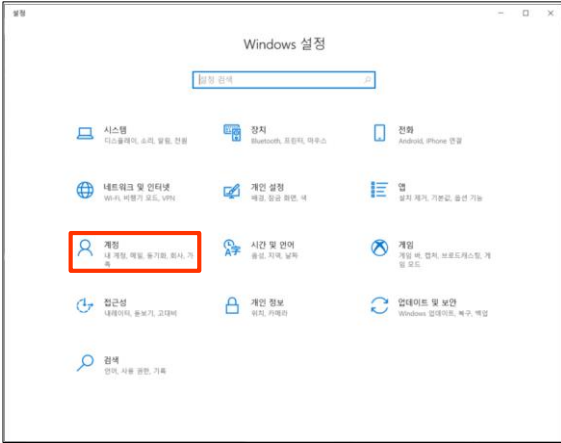 설정
Windows 설정
설정 검색
시스템
디스플레이, 소리, 알림, 전원
장치
Bluetooth, 프린터, 마우스
전화
Android, iPhone 연결
네트워크 및 인터넷
Wi-Fi, 비행기 모드, VPN
개인 설정
배경, 잠금 화면, 색
앱
설치 제거, 기본값, 옵션 기능
계정
내 계정, 메일, 동기화, 회사, 가
족
시간 및 언어
음성, 지역, 날짜
게임
게임 바, 캡처, 브로드캐스팅, 게
임 모드
접근성
내레이터, 돋보기, 고대비
개인 정보
위치, 카메라
업데이트 및 보안
Windows 업데이트, 복구, 백업
검색
언어, 사용 권한, 기록